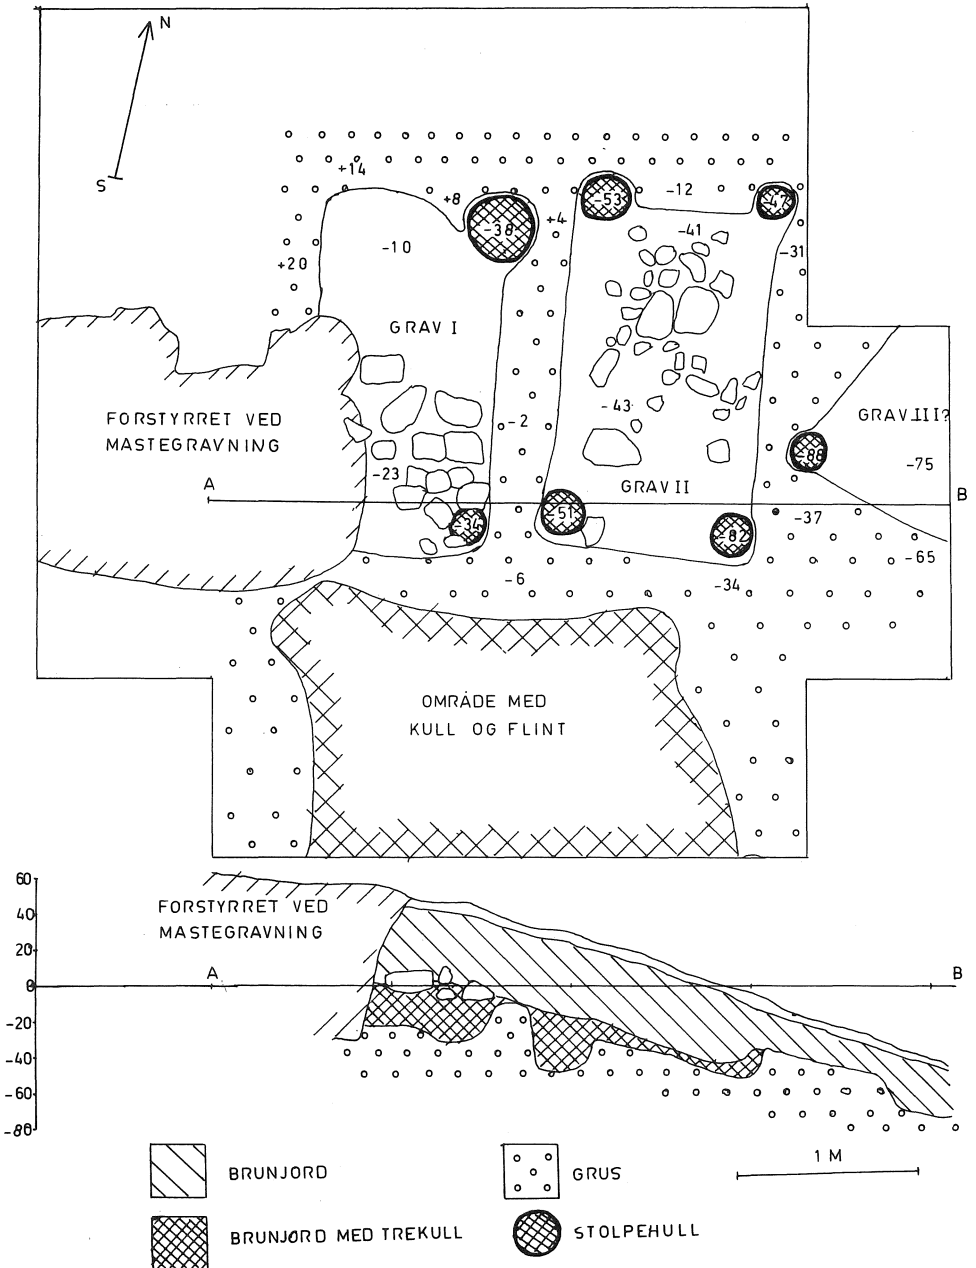 N
S
+14
+8
-53
-12
-47
-38
+4
-41
-10
-31
+20
GRAV I
FORSTYRRET VED
MASTEGRAVNING
-2
-43
GRAV III?
-88
-75
-23
GRAV II
A
B
-34
-51
-82
-37
-65
-6
-34
OMRÅDE MED
KULL OG FLINT
60
40
20
0
-20
-40
-60
-80
FORSTYRRET VED
MASTEGRAVNING
A
B
1 M
BRUNJORD
GRUS
BRUNJORD MED TREKULL
STOLPEHULL